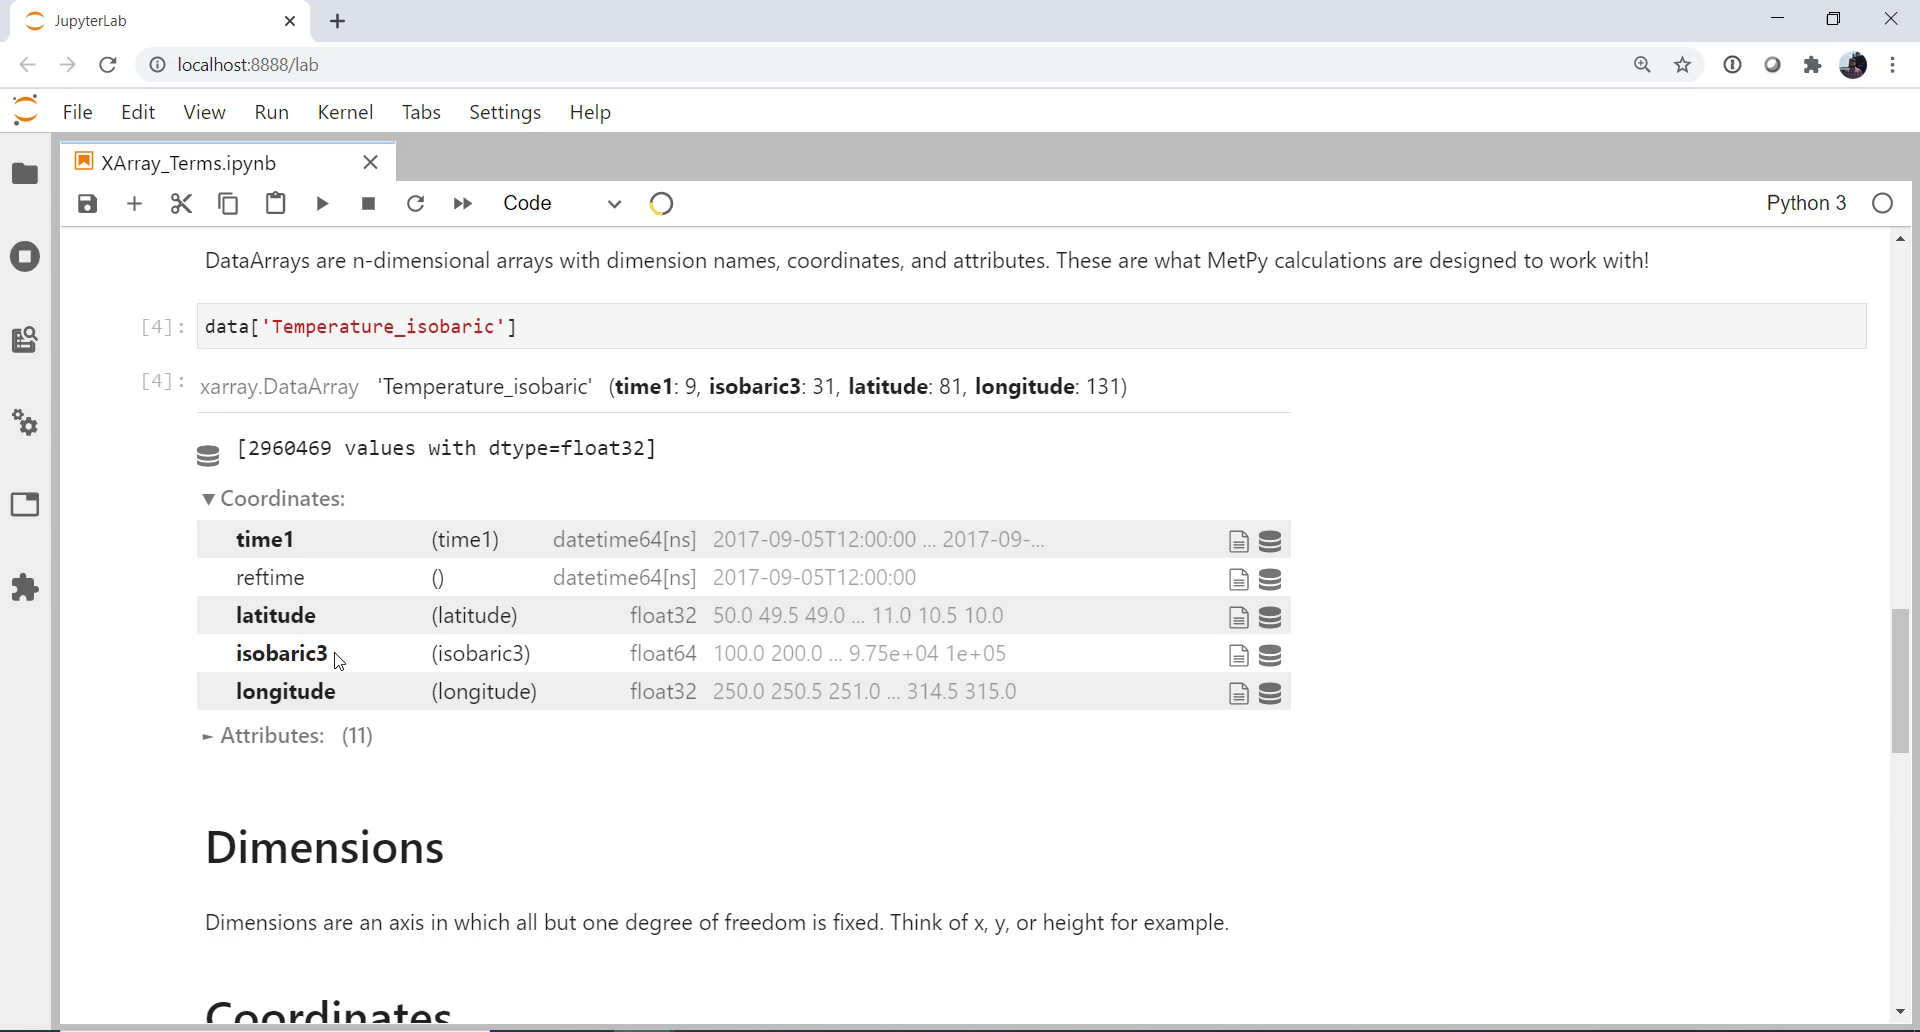 JupyterLab
localhost:8888/lab
File Edit View Run Kernel Tabs Settings Help
XArray_Terms.ipynb
Code Python 3
DataArrays are n-dimensional arrays with dimension names, coordinates, and attributes. These are what MetPy calculations are designed to work with!
[4]: data['Temperature_isobaric']
[4]: xarray.DataArray 'Temperature_isobaric' (time1: 9, isobaric3: 31, latitude: 81, longitude: 131)
[2960469 values with dtype=float32]
▼ Coordinates:
time1 (time1) datetime64[ns] 2017-09-05T12:00:00 ... 2017-09-...
reftime () datetime64[ns] 2017-09-05T12:00:00
latitude (latitude) float32 50.0 49.5 49.0 ... 11.0 10.5 10.0
isobaric3 (isobaric3) float64 100.0 200.0 ... 9.75e+04 1e+05
longitude (longitude) float32 250.0 250.5 251.0 ... 314.5 315.0
► Attributes: (11)
Dimensions
Dimensions are an axis in which all but one degree of freedom is fixed. Think of x, y, or height for example.
Coordinates